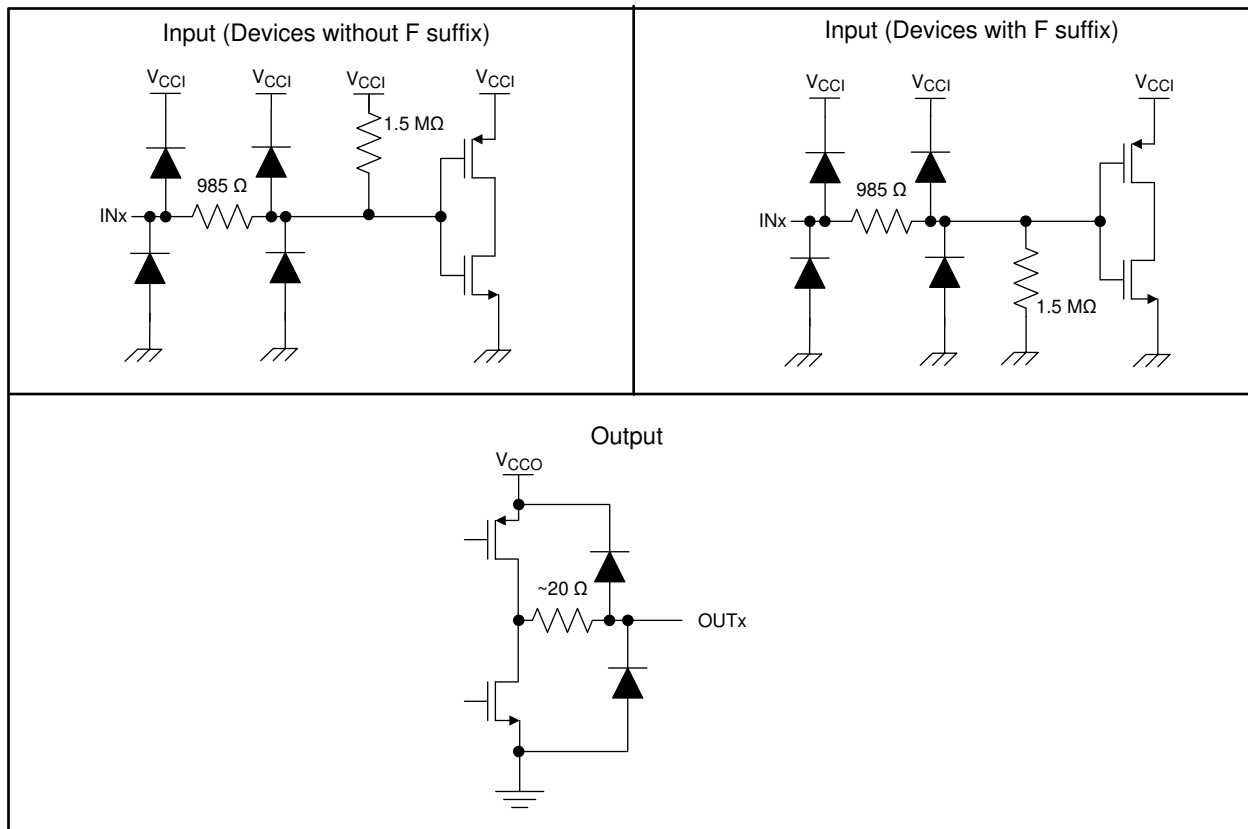 Input (Devices without F suffix)
VCCI
VCCI
VCCI
VCCI
1.5 MΩ
985 Ω
INx
Input (Devices with F suffix)
VCCI
VCCI
VCCI
985 Ω
INx
1.5 MΩ
Output
VCCO
~20 Ω
OUTx